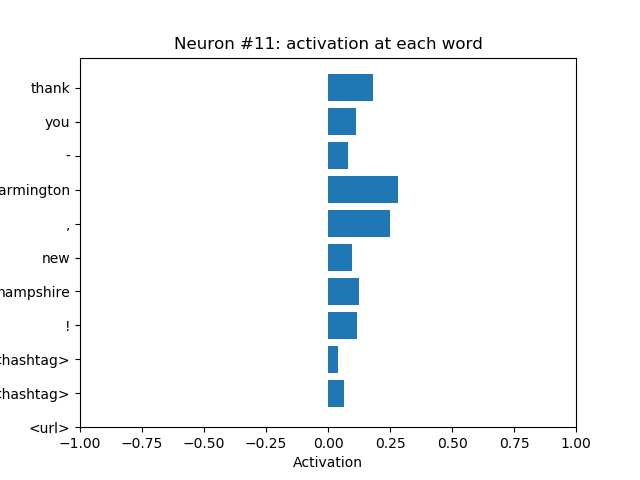 Neuron #11: activation at each word
thank
you
-
armington
,
new
hampshire
!
hashtag>
hashtag>
<url>
−1.00 −0.75 −0.50 −0.25 0.00 0.25 0.50 0.75 1.00
Activation